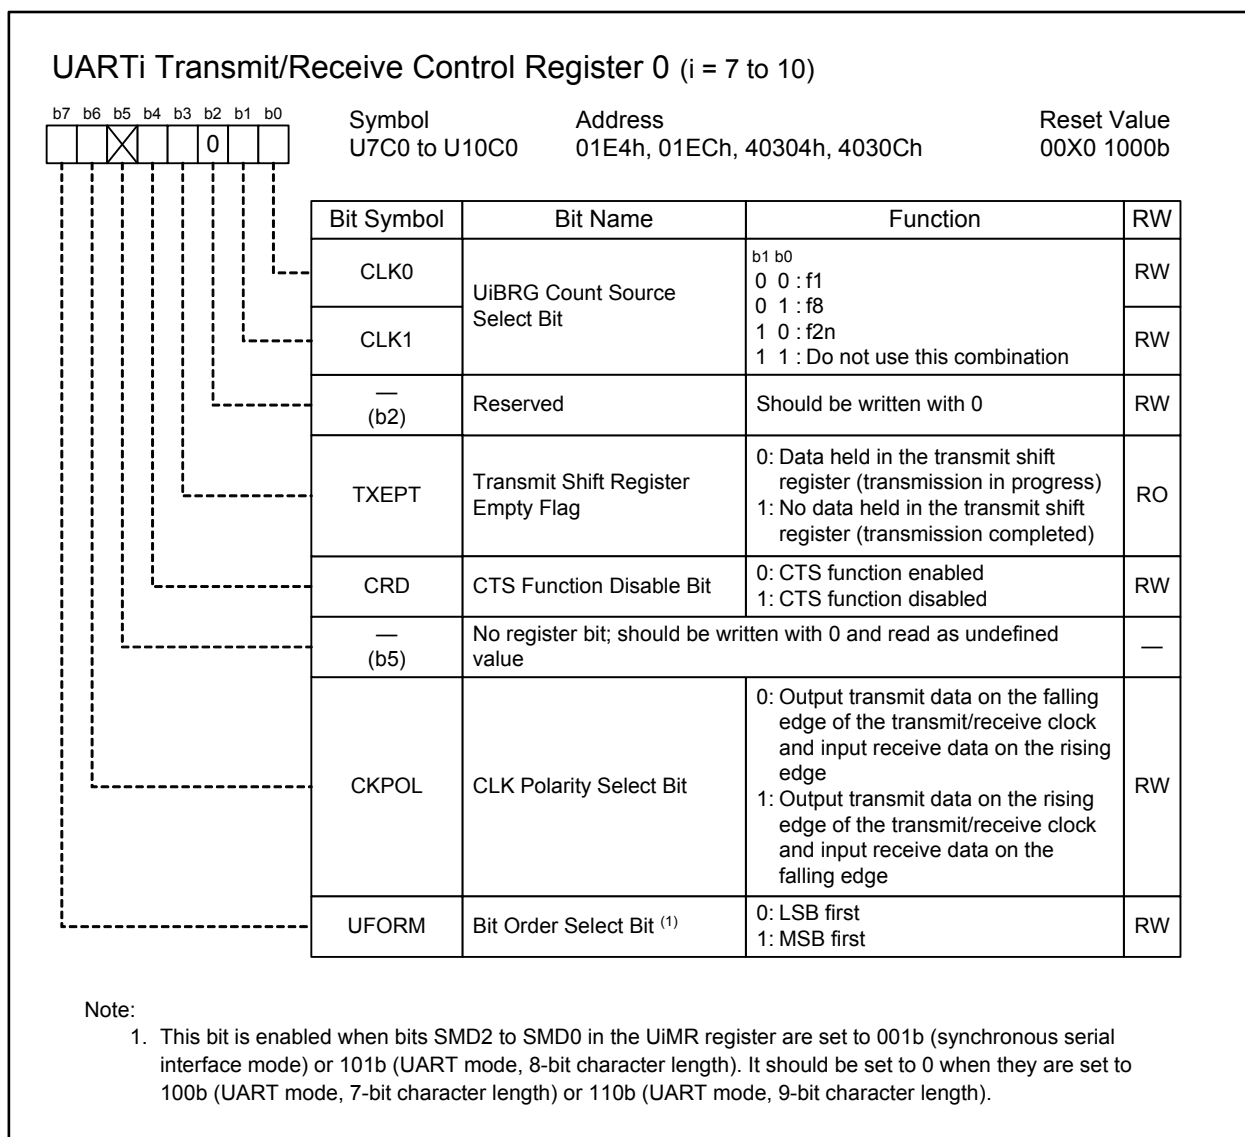 UARTi Transmit/Receive Control Register 0 (i = 7 to 10)
b7 b6 b5 b4 b3 b2 b1 b0
0
Symbol Address Reset Value
U7C0 to U10C0 01E4h, 01ECh, 40304h, 4030Ch 00X0 1000b
Bit Symbol Bit Name Function RW
CLK0
CLK1
UiBRG Count Source
Select Bit
b1 b0
0 0 : f1
0 1 : f8
1 0 : f2n
1 1 : Do not use this combination
RW
RW
—
(b2)
Reserved
Should be written with 0
RW
TXEPT
Transmit Shift Register
Empty Flag
0: Data held in the transmit shift
register (transmission in progress)
1: No data held in the transmit shift
register (transmission completed)
RO
CRD
CTS Function Disable Bit
0: CTS function enabled
1: CTS function disabled
RW
—
(b5)
No register bit; should be written with 0 and read as undefined
value
—
CKPOL
CLK Polarity Select Bit
0: Output transmit data on the falling
edge of the transmit/receive clock
and input receive data on the rising
edge
1: Output transmit data on the rising
edge of the transmit/receive clock
and input receive data on the
falling edge
RW
UFORM
Bit Order Select Bit (1)
0: LSB first
1: MSB first
RW
Note:
1. This bit is enabled when bits SMD2 to SMD0 in the UiMR register are set to 001b (synchronous serial
interface mode) or 101b (UART mode, 8-bit character length). It should be set to 0 when they are set to
100b (UART mode, 7-bit character length) or 110b (UART mode, 9-bit character length).